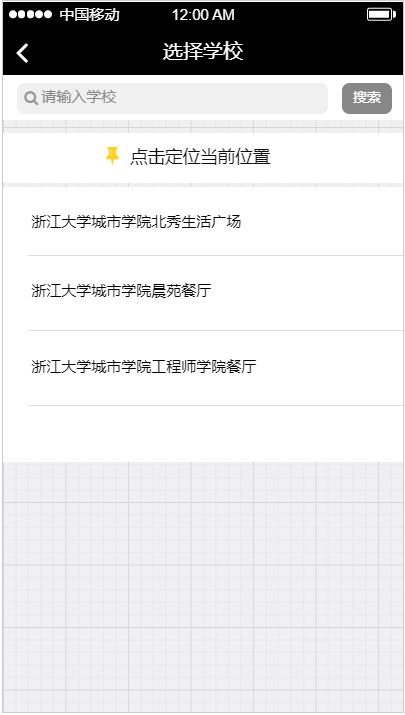 中国移动 12:00 AM
选择学校
请输入学校 搜索
点击定位当前位置
浙江大学城市学院北秀生活广场
浙江大学城市学院晨苑餐厅
浙江大学城市学院工程师学院餐厅